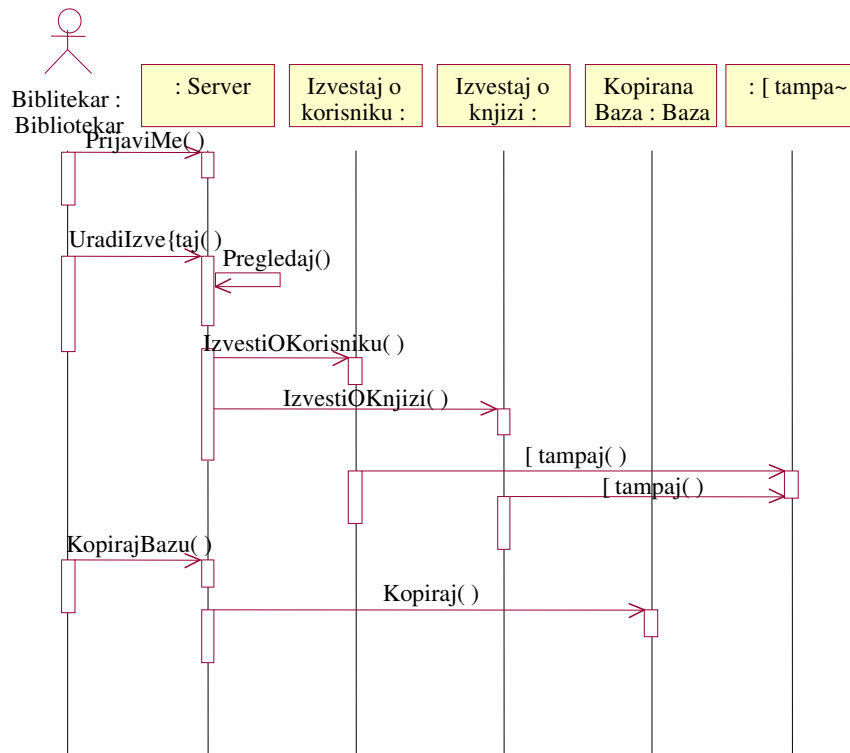 Biblitekar :
Bibliotekar
: Server
Izvestaj o
korisniku :
Izvestaj o
knjizi :
Kopirana
Baza : Baza
: [ tampa~
PrijaviMe( )
UradiIzve{taj( )
Pregledaj()
IzvestiOKorisniku( )
IzvestiOKnjizi( )
[ tampaj( )
[ tampaj( )
KopirajBazu( )
Kopiraj( )